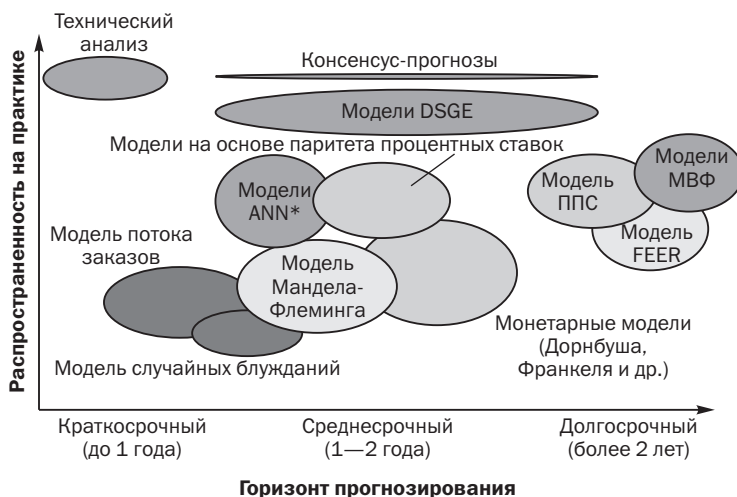 Технический
анализ
Консенсус-прогнозы
Модели DSGE
Модели на основе паритета процентных ставок
Модели
ANN*
Модель
ППС
Модели
МВФ
Модель
FEER
Модель потока
заказов
Модель
Мандела-
Флеминга
Модель случайных блужданий
Монетарные модели
(Дорнбуша,
Франкеля и др.)
Распространенность на практике
Краткосрочный
(до 1 года)
Среднесрочный
(1—2 года)
Долгосрочный
(более 2 лет)
Горизонт прогнозирования